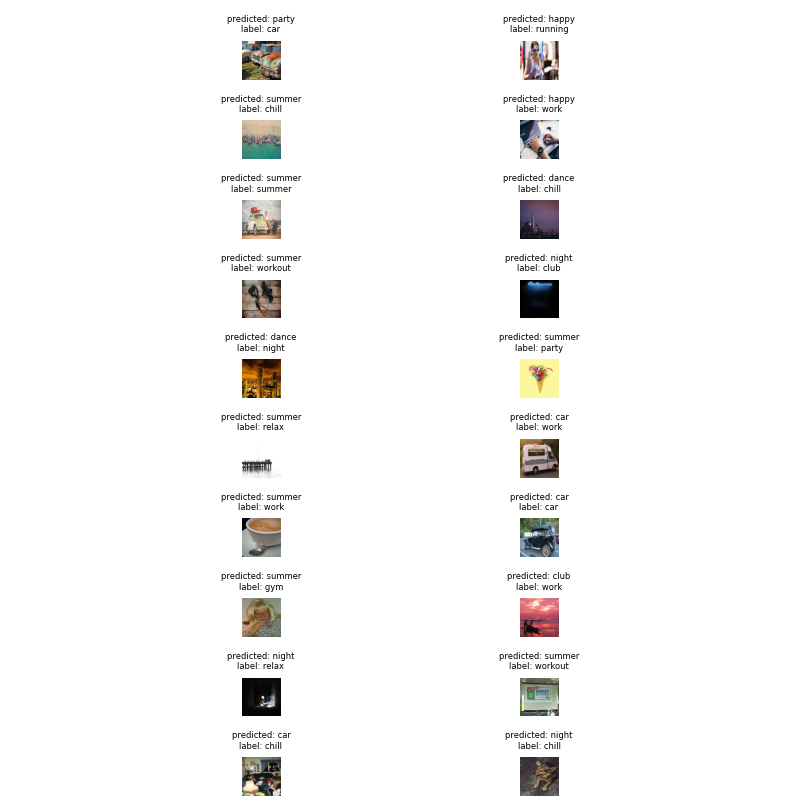 predicted: party
label: car
predicted: happy
label: running
predicted: summer
label: chill
predicted: happy
label: work
predicted: summer
label: summer
predicted: dance
label: chill
predicted: summer
label: workout
predicted: night
label: club
predicted: dance
label: night
predicted: summer
label: party
predicted: summer
label: relax
predicted: car
label: work
predicted: summer
label: work
predicted: car
label: car
predicted: summer
label: gym
predicted: club
label: work
predicted: night
label: relax
predicted: summer
label: workout
predicted: car
label: chill
predicted: night
label: chill